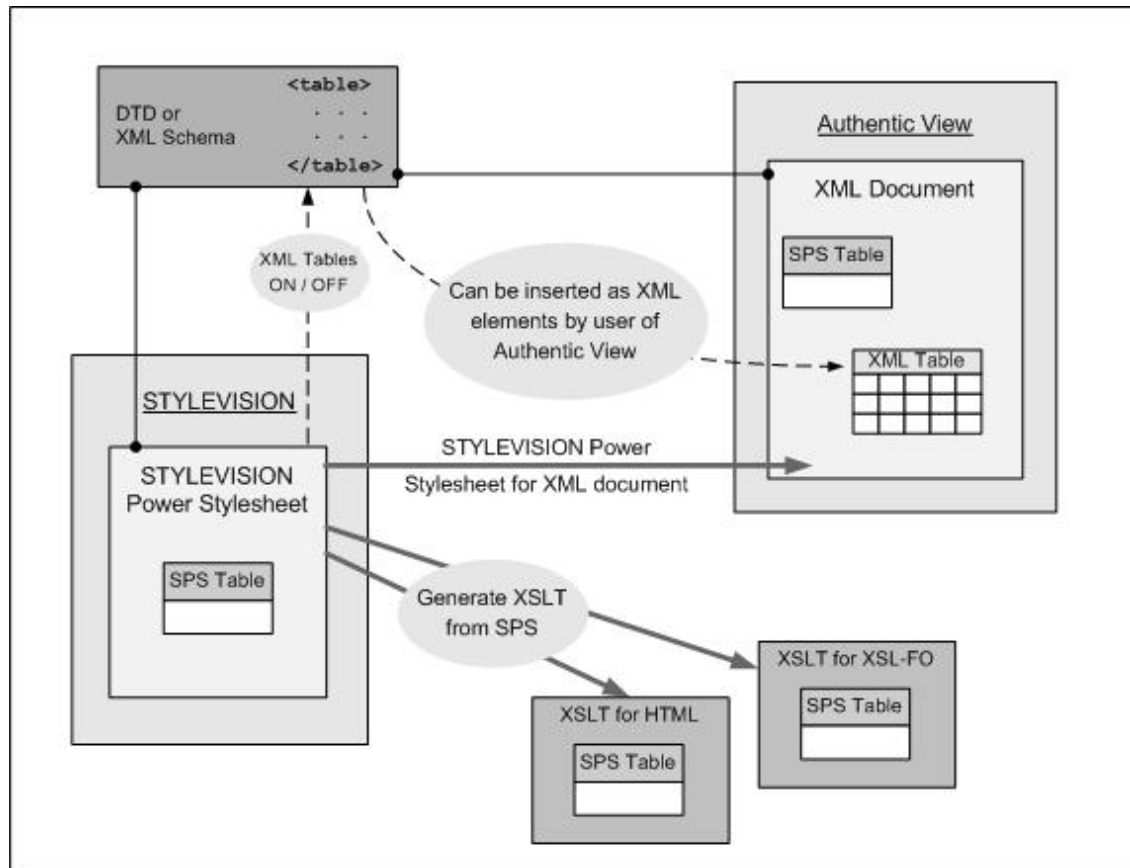 <table>
DTD or
. . .
XML Schema
. . .
</table>
Authentic View
XML Document
SPS Table
XML Tables
ON / OFF
Can be inserted as XML
elements by user of
Authentic View
XML Table
STYLEVISION
STYLEVISION
Power Stylesheet
SPS Table
STYLEVISION Power
Stylesheet for XML document
Generate XSLT
from SPS
XSLT for XSL-FO
SPS Table
XSLT for HTML
SPS Table